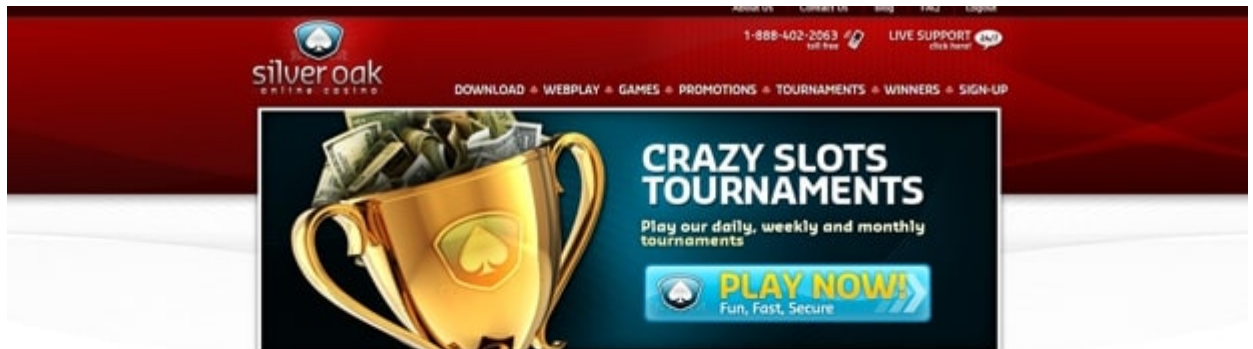 About Us Contact Us Blog FAQ Logout
1-888-402-2063
toll free
LIVE SUPPORT
click here!
24/7
silver oak
online casino
DOWNLOAD WEBPLAY GAMES PROMOTIONS TOURNAMENTS WINNERS SIGN-UP
CRAZY SLOTS
TOURNAMENTS
Play our daily, weekly and monthly
tournaments
PLAY NOW!
Fun, Fast, Secure